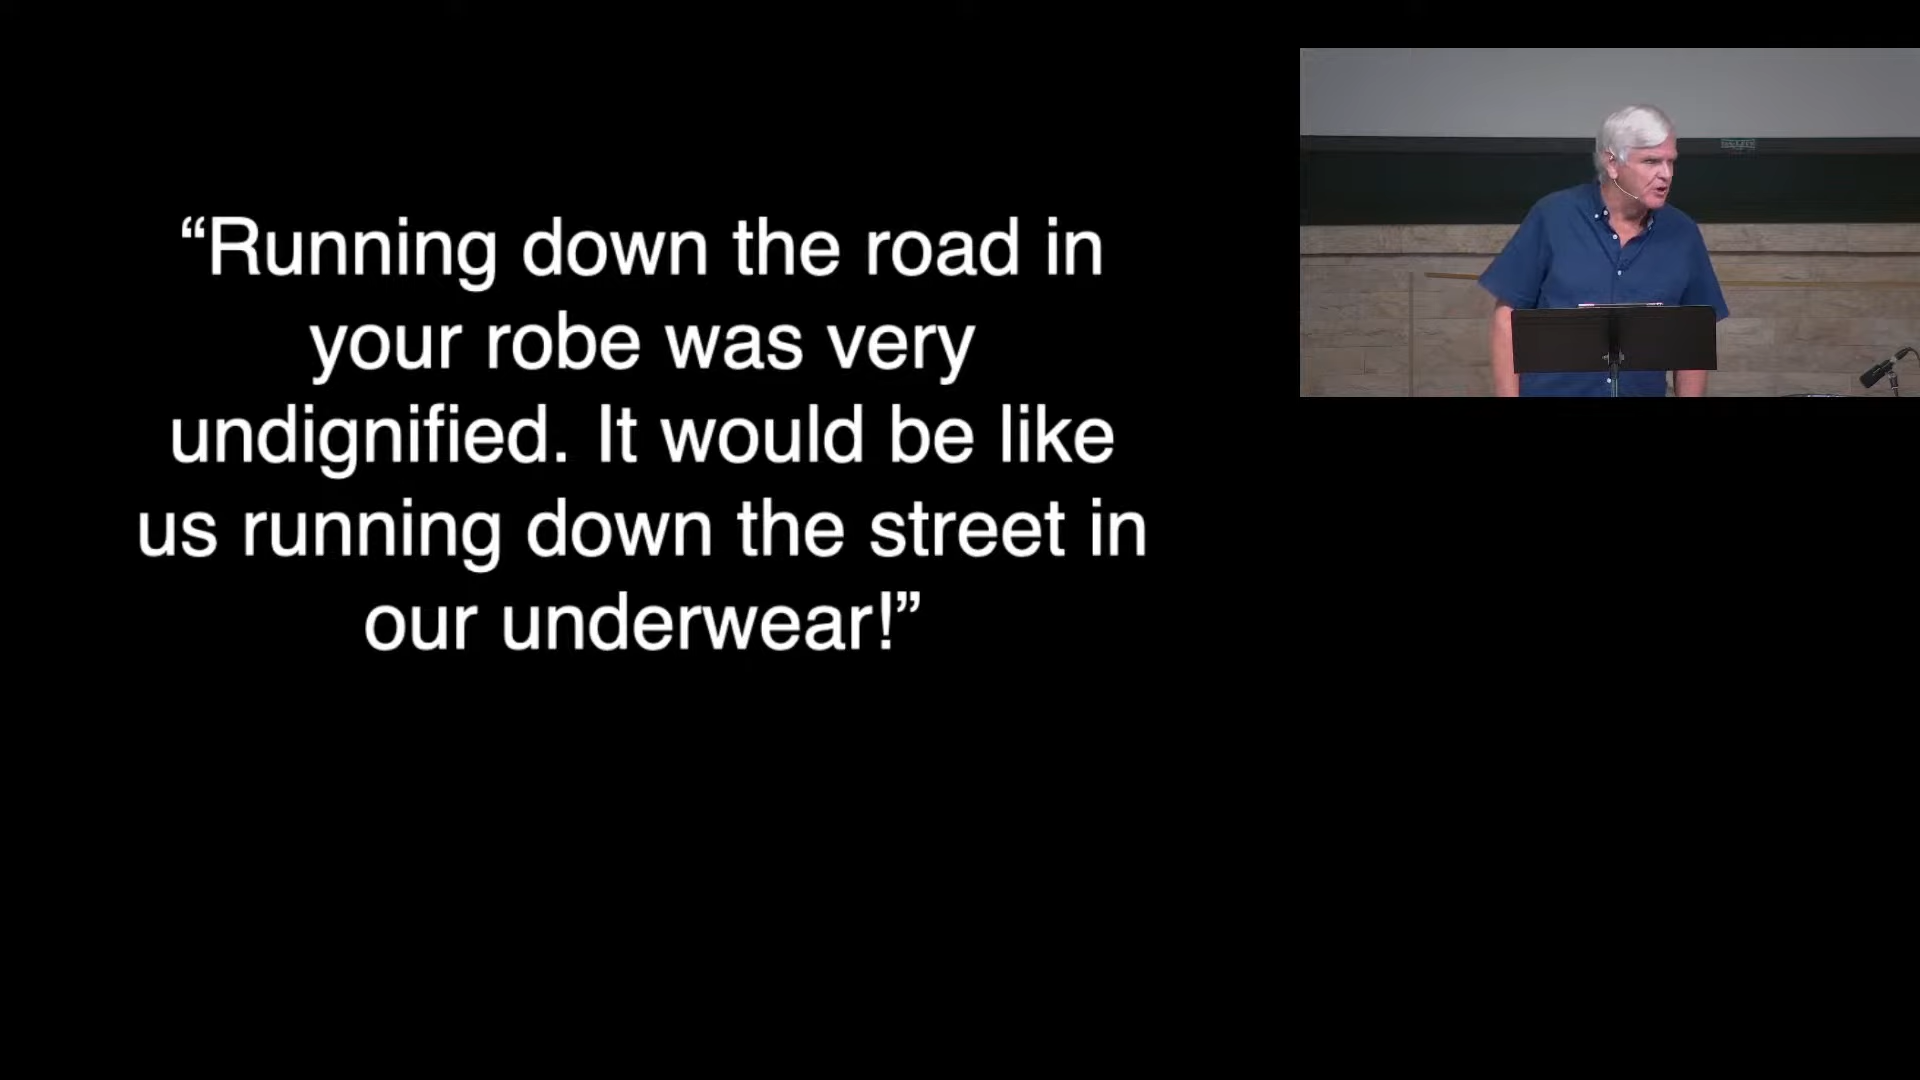 “Running down the road in
your robe was very
undignified. It would be like
us running down the street in
our underwear!”